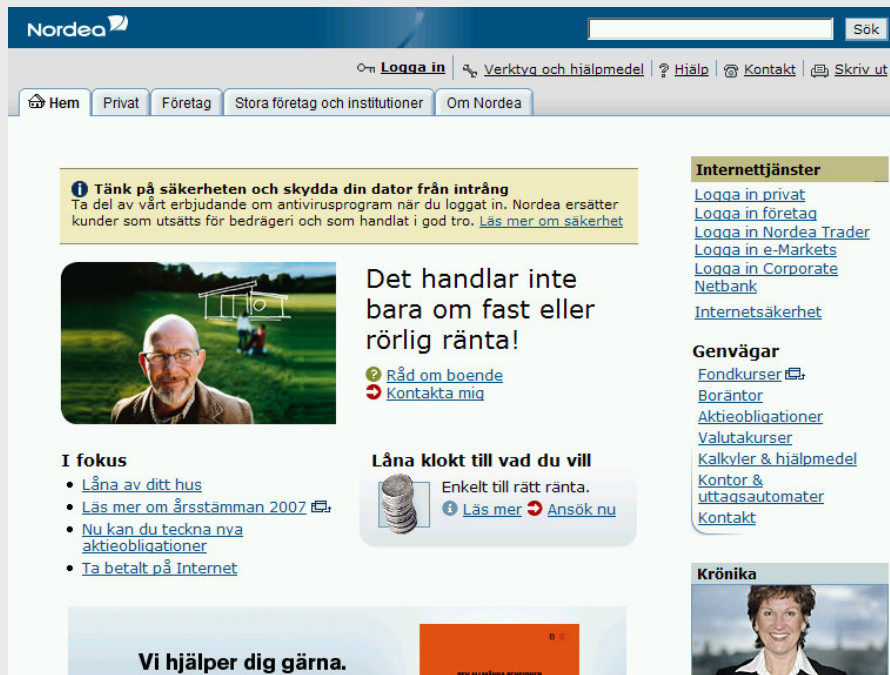 Nordea
Sök
Logga in
Verktyg och hjälpmedel
? Hjälp
Kontakt
Skriv ut
Hem
Privat
Företag
Stora företag och institutioner
Om Nordea
Tänk på säkerheten och skydda din dator från intrång
Ta del av vårt erbjudande om antivirusprogram när du loggat in. Nordea ersätter
kunder som utsätts för bedrägeri och som handlat i god tro. Läs mer om säkerhet
Det handlar inte
bara om fast eller
rörlig ränta!
Råd om boende
Kontakta mig
I fokus
• Låna av ditt hus
• Läs mer om årsstämman 2007
• Nu kan du teckna nya
aktieobligationer
• Ta betalt på Internet
Låna klokt till vad du vill
Enkelt till rätt ränta.
Läs mer
Ansök nu
Vi hjälper dig gärna.
Internettjänster
Logga in privat
Logga in företag
Logga in Nordea Trader
Logga in e-Markets
Logga in Corporate
Netbank
Internetsäkerhet
Genvägar
Fondkurser
Boräntor
Aktieobligationer
Valutakurser
Kalkyler & hjälpmedel
Kontor &
uttagsautomater
Kontakt
Krönika